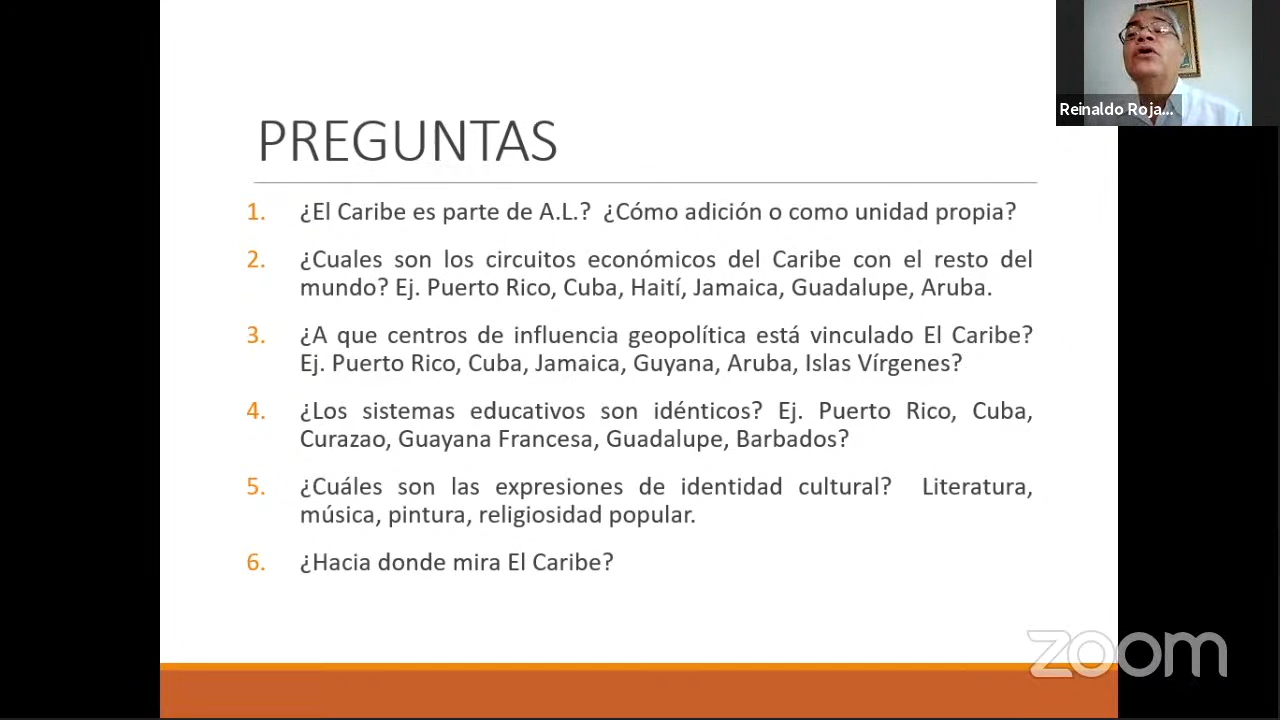 Reinaldo Roja...
PREGUNTAS
1. ¿El Caribe es parte de A.L.? ¿Cómo adición o como unidad propia?
2. ¿Cuales son los circuitos económicos del Caribe con el resto del
mundo? Ej. Puerto Rico, Cuba, Haití, Jamaica, Guadalupe, Aruba.
3. ¿A que centros de influencia geopolítica está vinculado El Caribe?
Ej. Puerto Rico, Cuba, Jamaica, Guyana, Aruba, Islas Vírgenes?
4. ¿Los sistemas educativos son idénticos? Ej. Puerto Rico, Cuba,
Curazao, Guayana Francesa, Guadalupe, Barbados?
5. ¿Cuáles son las expresiones de identidad cultural? Literatura,
música, pintura, religiosidad popular.
6. ¿Hacia donde mira El Caribe?
zoom